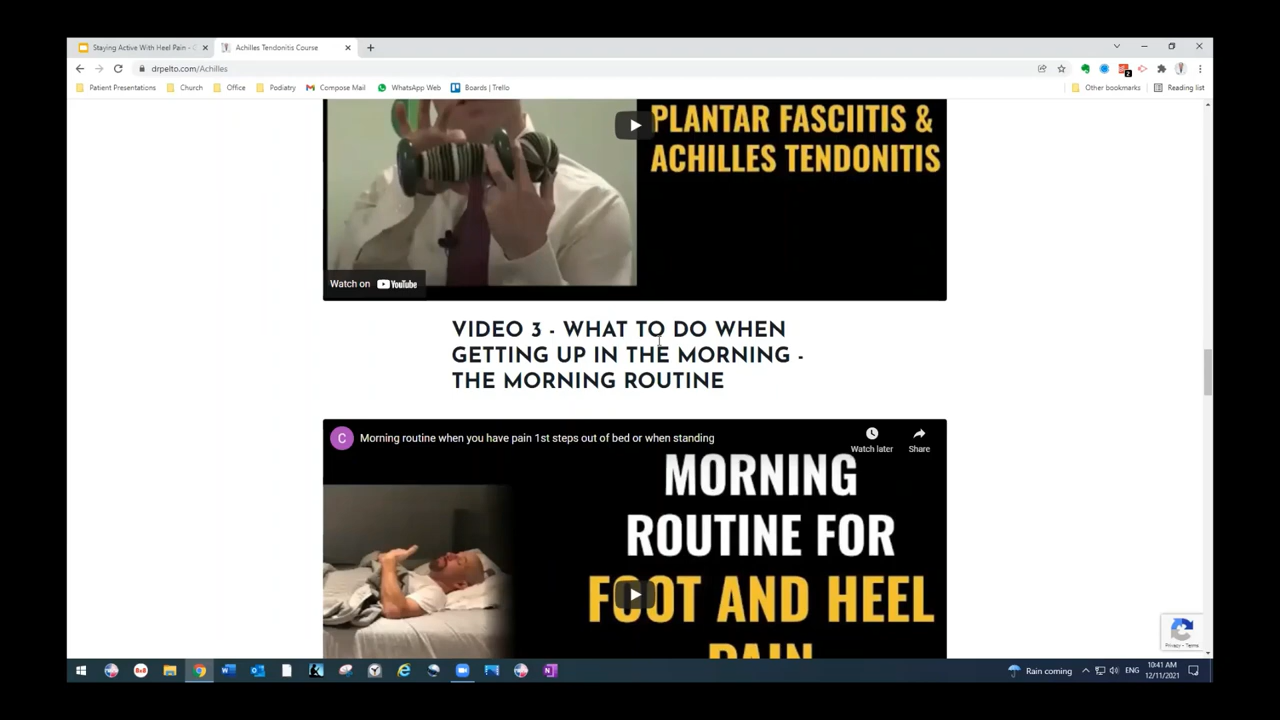 Staying Active With Heel Pain -
Achilles Tendonitis Course
drpelto.com/Achilles
2
Patient Presentations
Church
Office
Podiatry
Compose Mail
WhatsApp Web
Boards | Trello
Other bookmarks
Reading list
PLANTAR FASCIITIS &
ACHILLES TENDONITIS
Watch on YouTube
VIDEO 3 - WHAT TO DO WHEN
GETTING UP IN THE MORNING -
THE MORNING ROUTINE
C
Morning routine when you have pain 1st steps out of bed or when standing
Watch later
Share
MORNING
ROUTINE FOR
FOOT AND HEEL
PAIN
Privacy - Terms
Rain coming
ENG
10:41 AM
12/11/2021